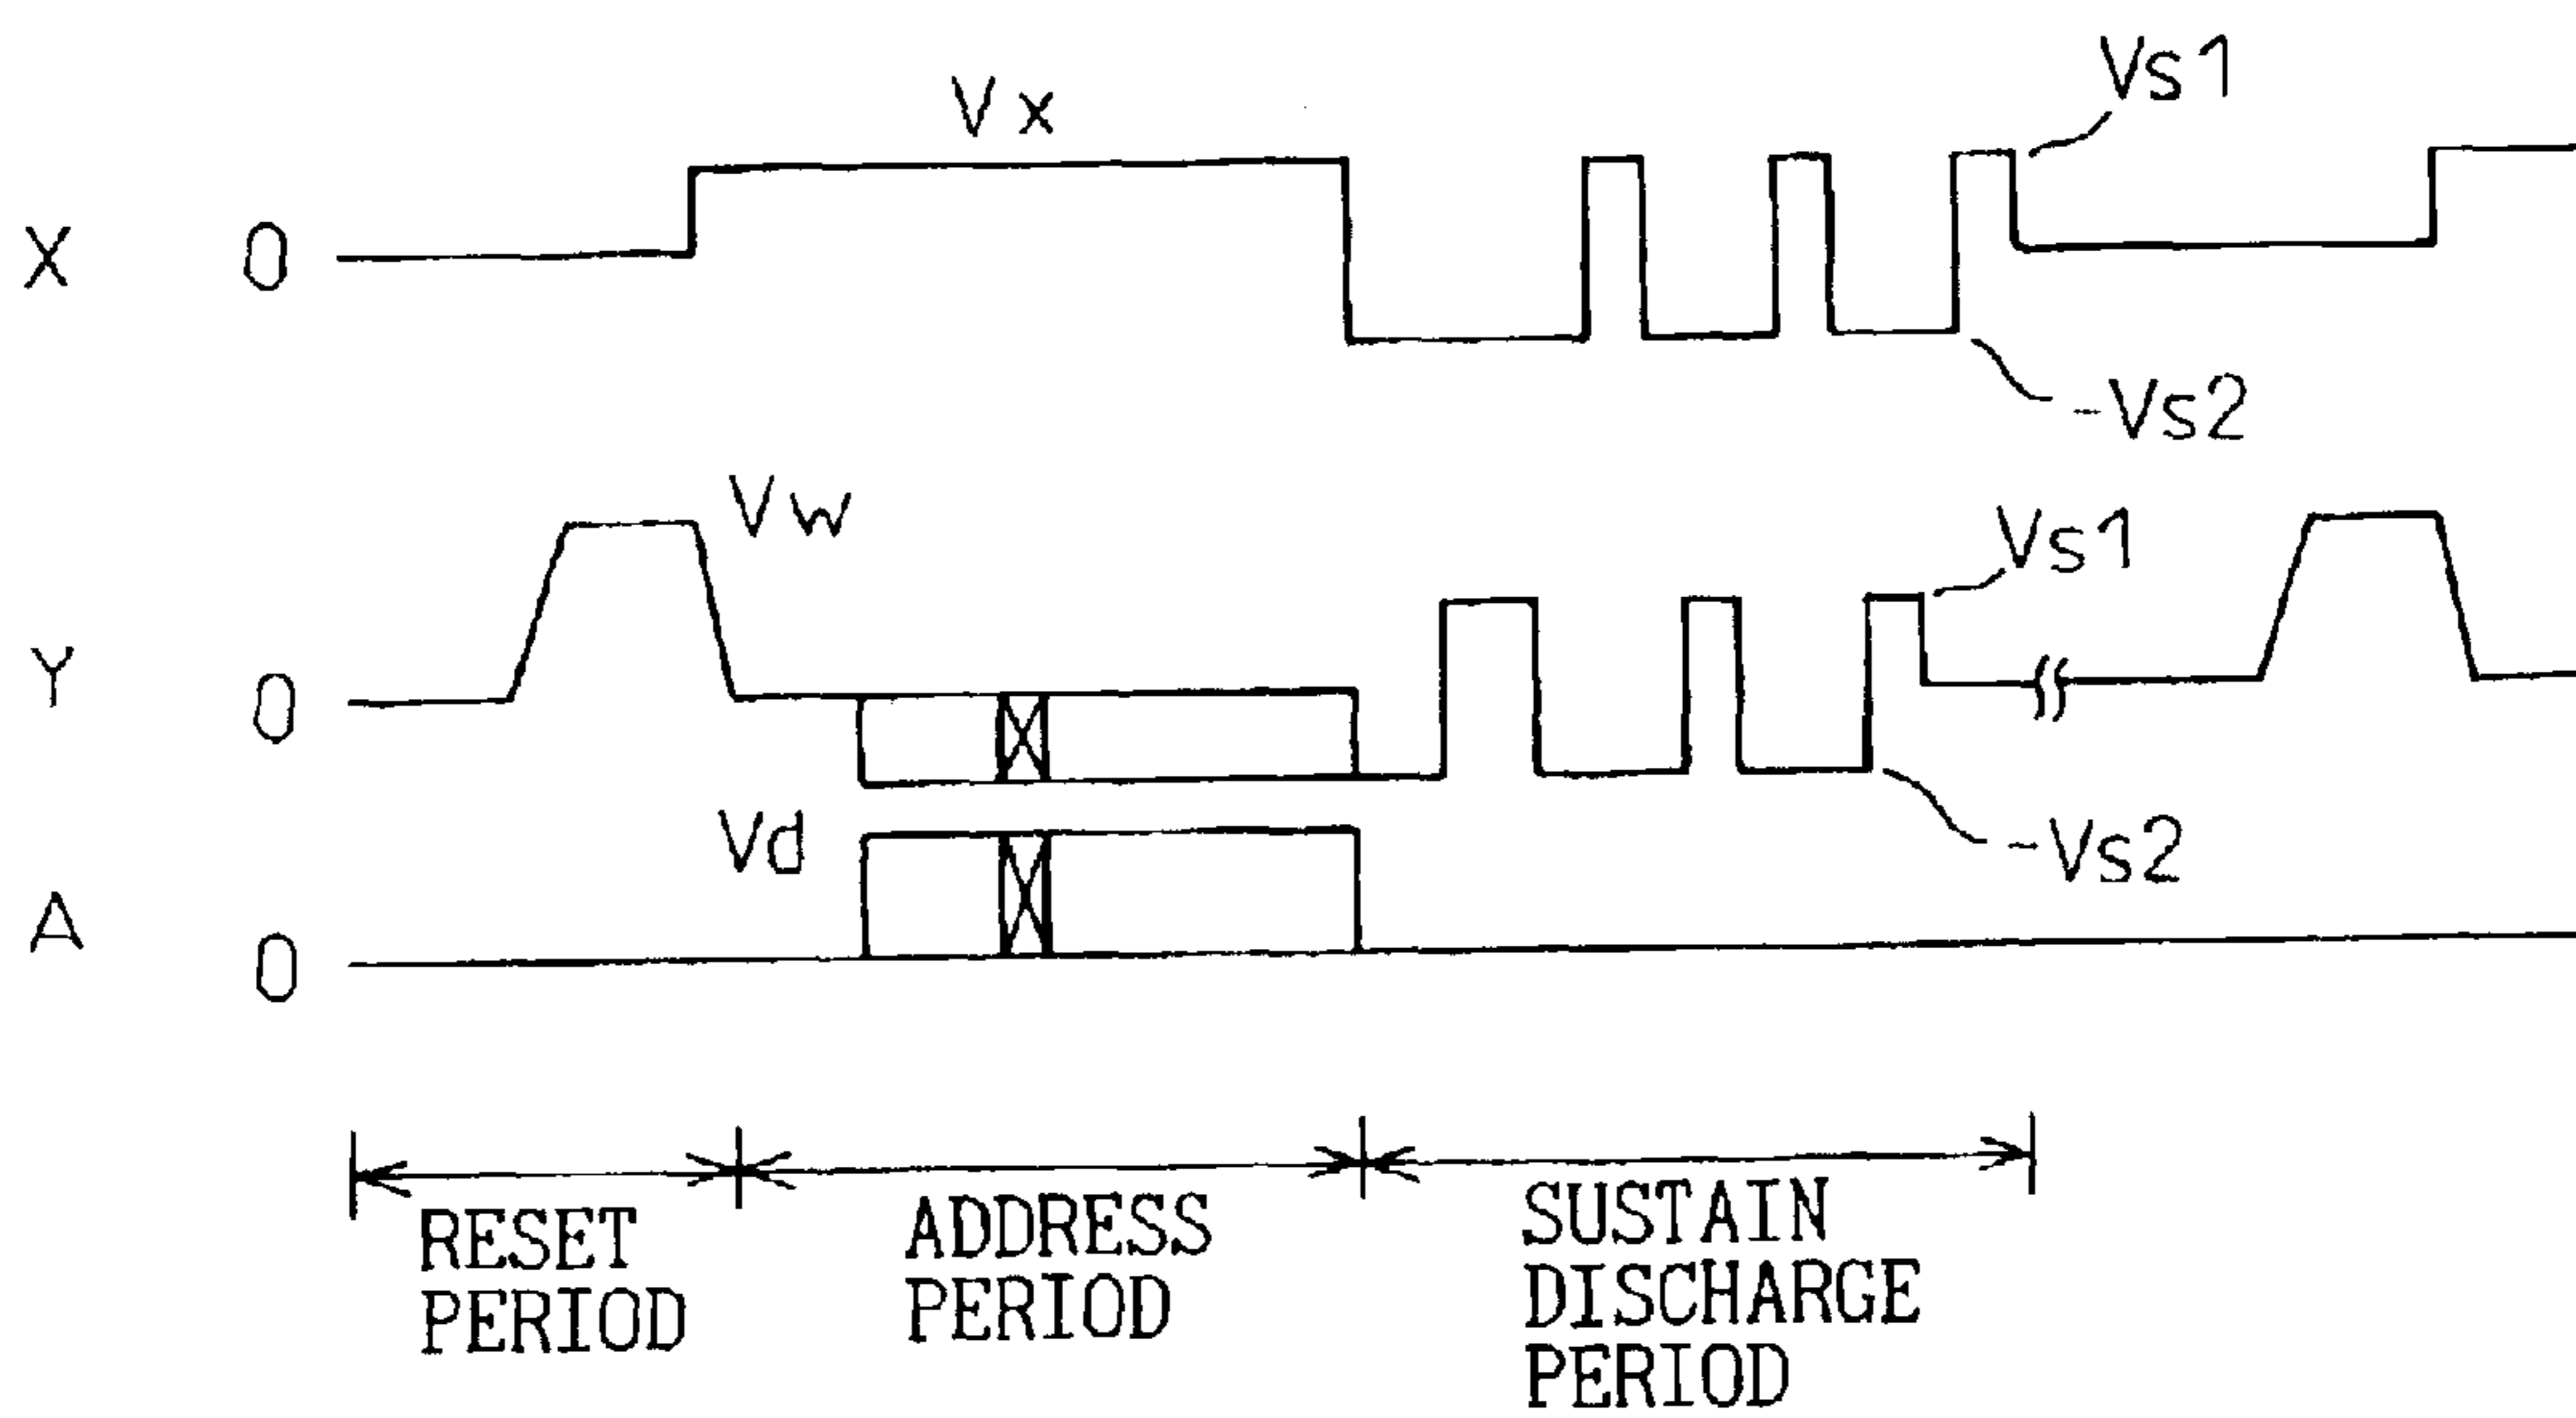 Vx
Vs1
X 0
-Vs2
Vw
Vs1
Y 0
Vd
-Vs2
A 0
RESET
PERIOD
ADDRESS
PERIOD
SUSTAIN
DISCHARGE
PERIOD